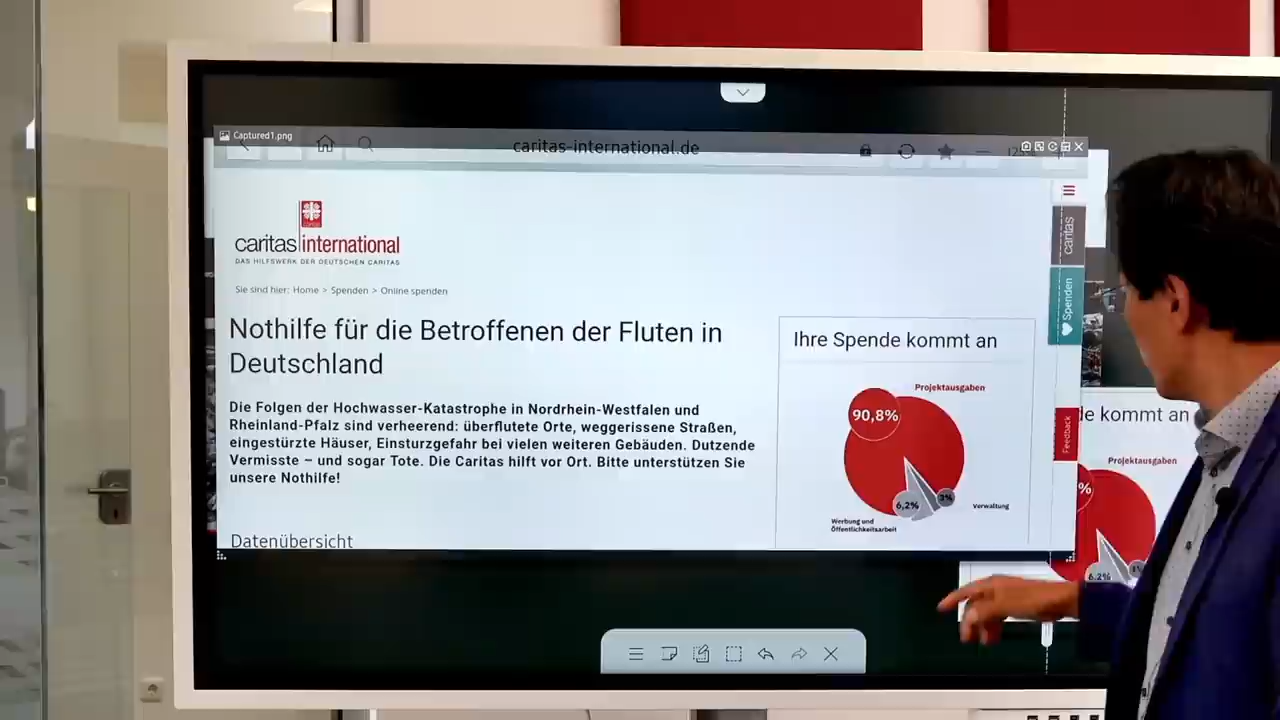 Captured1.png
caritas-international.de
caritas international
DAS HILFSWERK DER DEUTSCHEN CARITAS
Sie sind hier: Home > Spenden > Online spenden
Nothilfe für die Betroffenen der Fluten in
Deutschland
Die Folgen der Hochwasser-Katastrophe in Nordrhein-Westfalen und
Rheinland-Pfalz sind verheerend: überflutete Orte, weggerissene Straßen,
eingestürzte Häuser, Einsturzgefahr bei vielen weiteren Gebäuden. Dutzende
Vermisste – und sogar Tote. Die Caritas hilft vor Ort. Bitte unterstützen Sie
unsere Nothilfe!
Datenübersicht
Ihre Spende kommt an
Projektausgaben
90,8%
6,2%
3%
Verwaltung
Werbung und
Öffentlichkeitsarbeit
caritas
Spenden
Feedback
de kommt an
Projektausgaben
%
6,2%